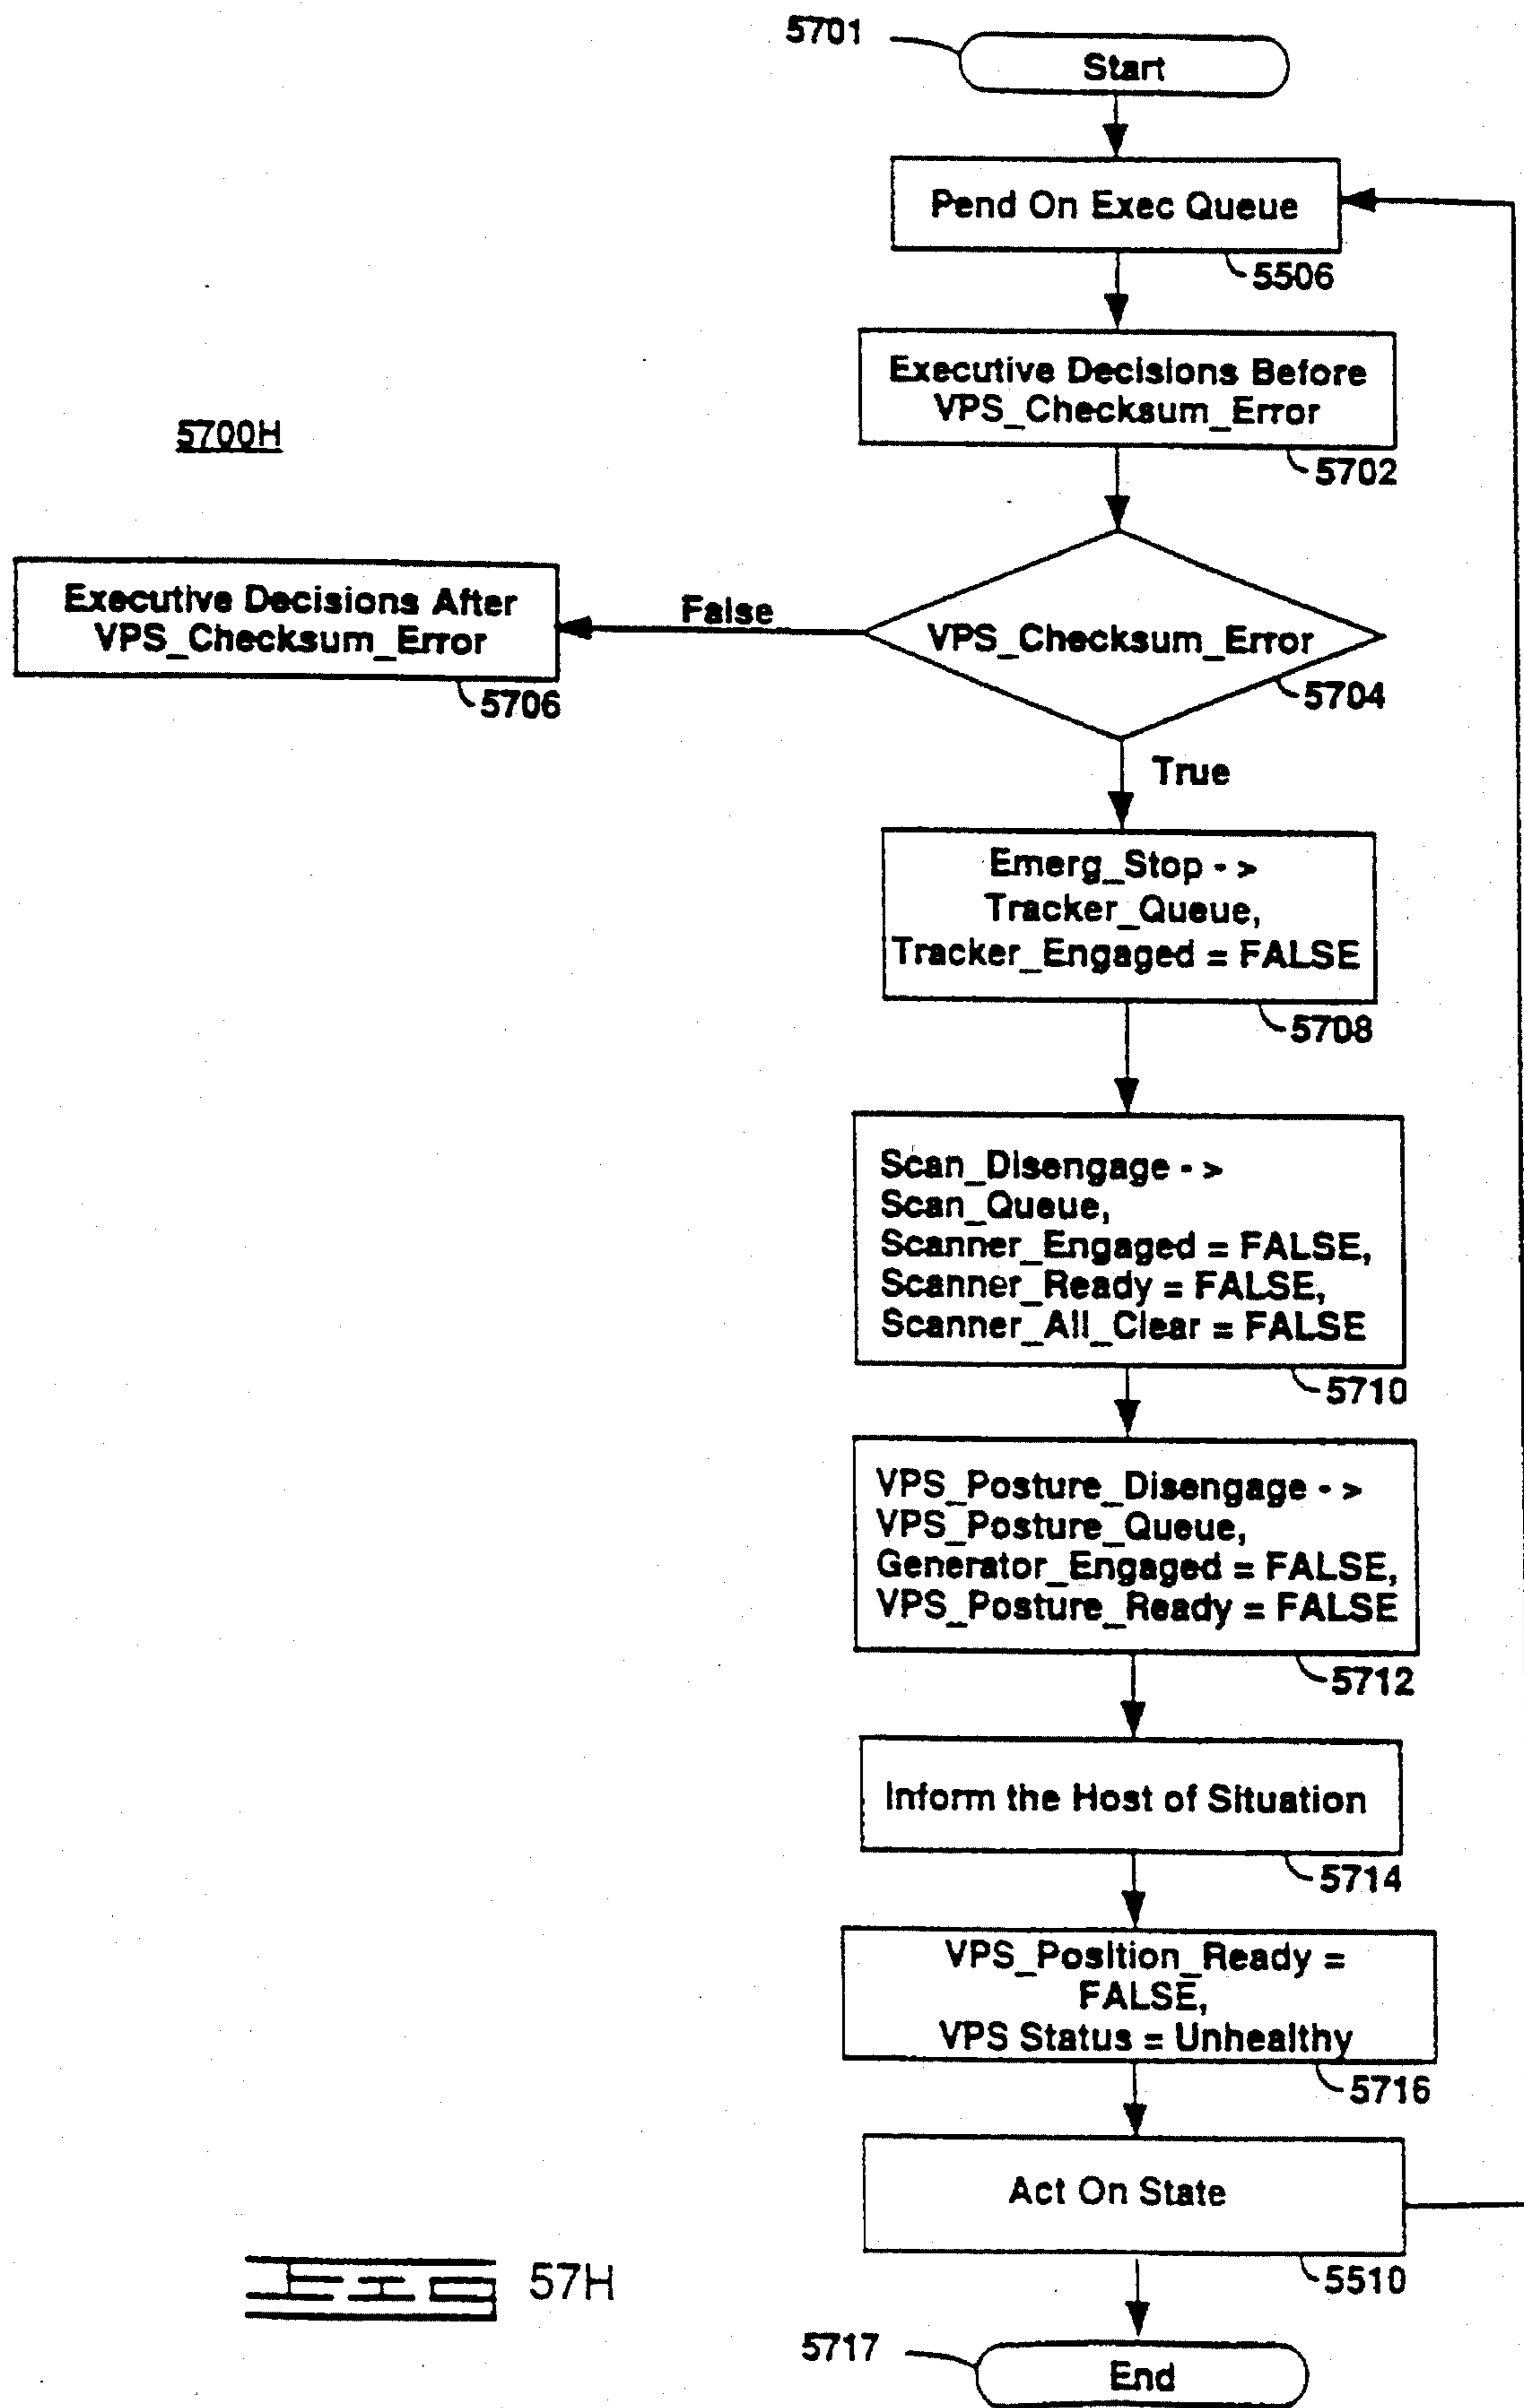 5701
Start
Pend On Exec Queue
5506
Executive Decisions Before
VPS_Checksum_Error
5702
5700H
Executive Decisions After
VPS_Checksum_Error
5706
False
VPS_Checksum_Error
5704
True
Emerg_Stop - >
Tracker_Queue,
Tracker_Engaged = FALSE
5708
Scan_Disengage - >
Scan_Queue,
Scanner_Engaged = FALSE,
Scanner_Ready = FALSE,
Scanner_All_Clear = FALSE
5710
VPS_Posture_Disengage - >
VPS_Posture_Queue,
Generator_Engaged = FALSE,
VPS_Posture_Ready = FALSE
5712
Inform the Host of Situation
5714
VPS_Position_Ready =
FALSE,
VPS Status = Unhealthy
5716
Act On State
5510
FIG 57H
5717
End